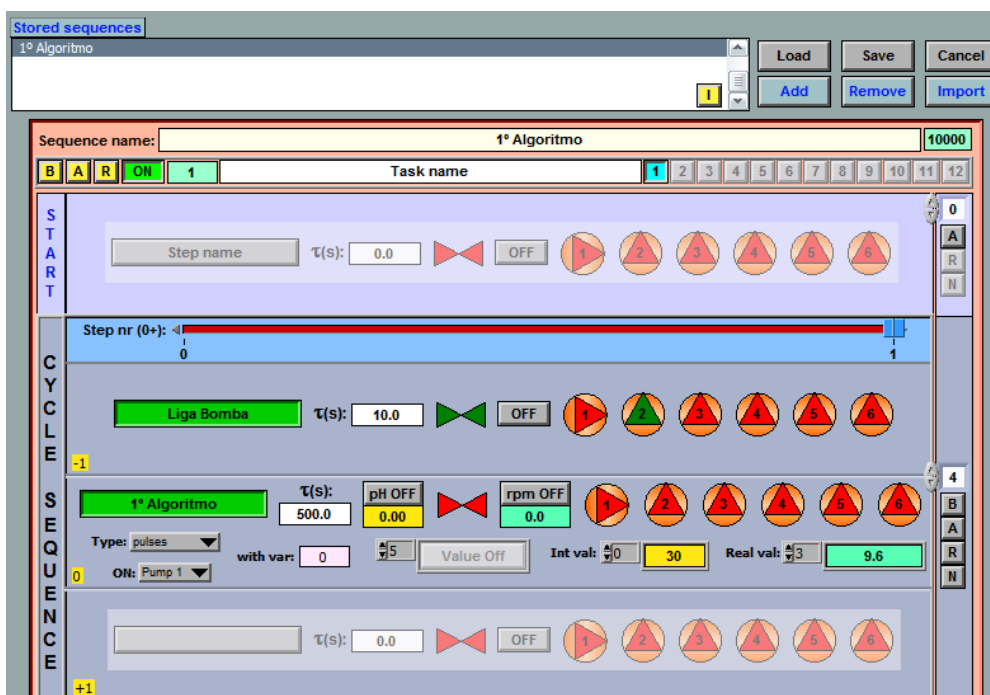 Stored sequences
1º Algoritmo
Load Save Cancel
I
Add Remove Import
Sequence name: 1º Algoritmo 10000
B A R ON 1 Task name 1 2 3 4 5 6 7 8 9 10 11 12
START
0
A
R
N
Step name τ(s): 0.0 OFF 1 2 3 4 5 6
CYCLE SEQUENCE
Step nr (0+):
0 1
Liga Bomba τ(s): 10.0 OFF 1 2 3 4 5 6
-1
4
B
A
R
N
1º Algoritmo τ(s): 500.0 pH OFF 0.00 rpm OFF 0.0 1 2 3 4 5 6
Type: pulses with var: 0 5 Value Off Int val: 0 30 Real val: 3 9.6
0 ON: Pump 1
τ(s): 0.0 OFF 1 2 3 4 5 6
+1